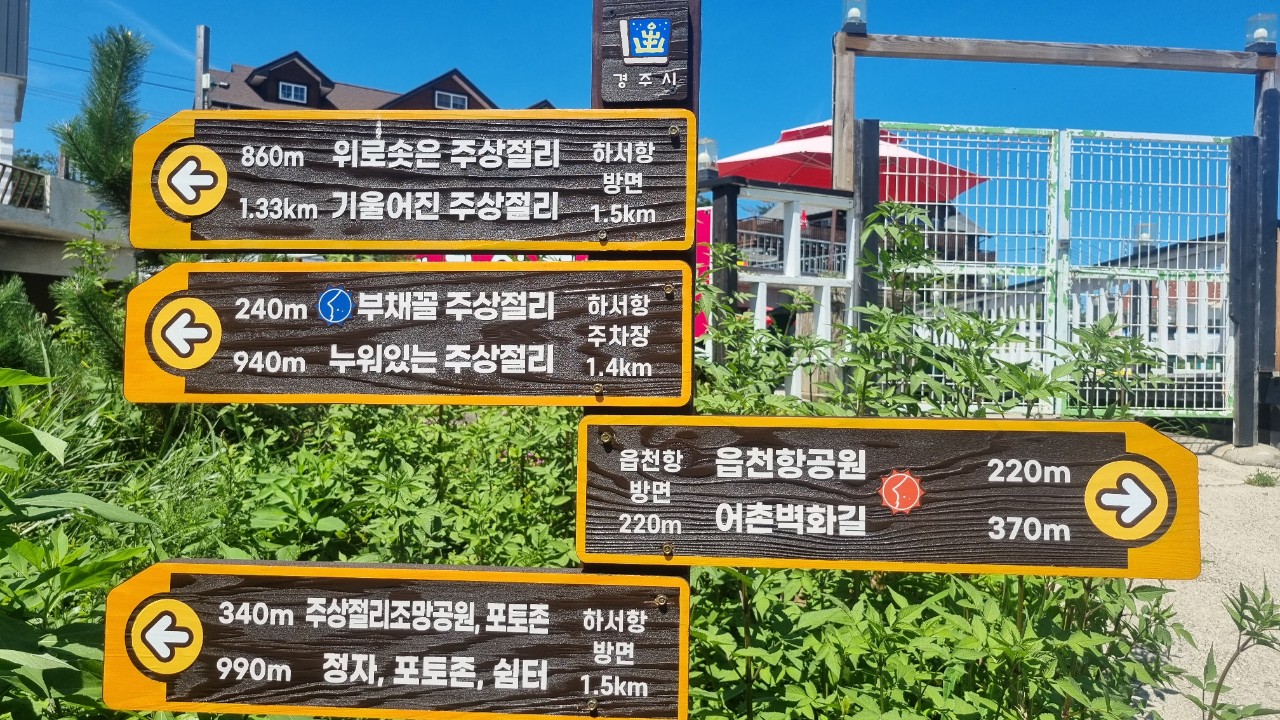 경주시
860m 위로솟은 주상절리
1.33km 기울어진 주상절리
하서항
방면
1.5km
240m 부채꼴 주상절리
940m 누워있는 주상절리
하서항
주차장
1.4km
읍천항
방면
220m
읍천항공원 220m
어촌벽화길 370m
340m 주상절리조망공원, 포토존
990m 정자, 포토존, 쉼터
하서항
방면
1.5km